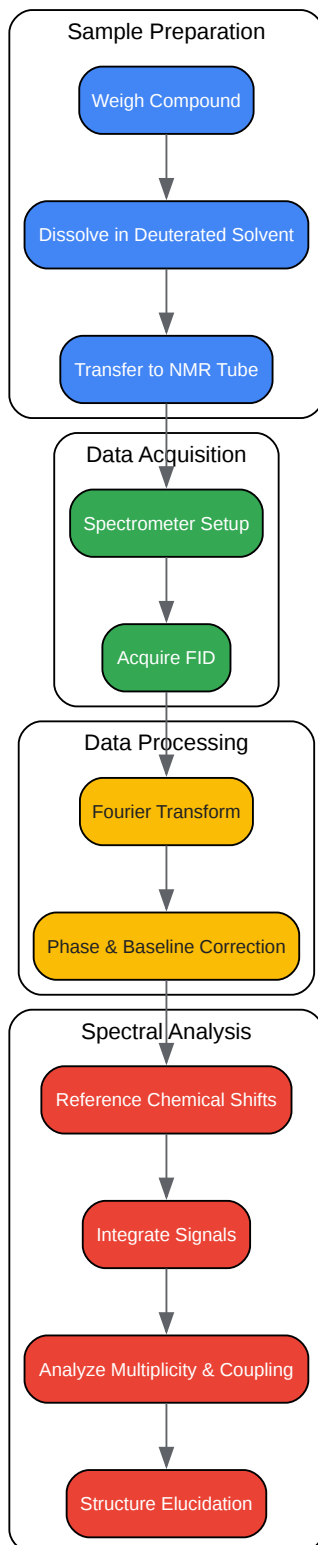 Sample Preparation
Weigh Compound
Dissolve in Deuterated Solvent
Transfer to NMR Tube
Data Acquisition
Spectrometer Setup
Acquire FID
Data Processing
Fourier Transform
Phase & Baseline Correction
Spectral Analysis
Reference Chemical Shifts
Integrate Signals
Analyze Multiplicity & Coupling
Structure Elucidation